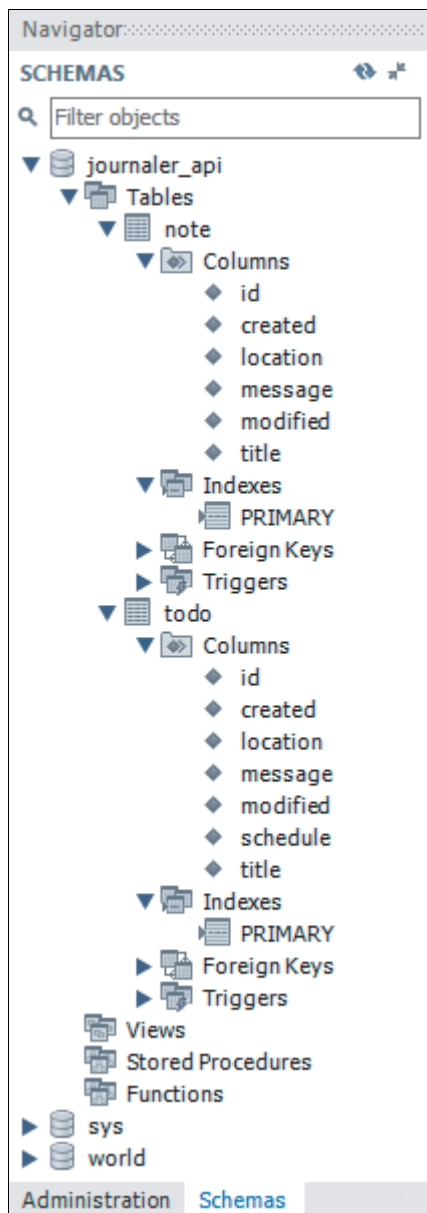 Navigator
SCHEMAS
Filter objects
journaler_api
Tables
note
Columns
id
created
location
message
modified
title
Indexes
PRIMARY
Foreign Keys
Triggers
todo
Columns
id
created
location
message
modified
schedule
title
Indexes
PRIMARY
Foreign Keys
Triggers
Views
Stored Procedures
Functions
sys
world
Administration Schemas